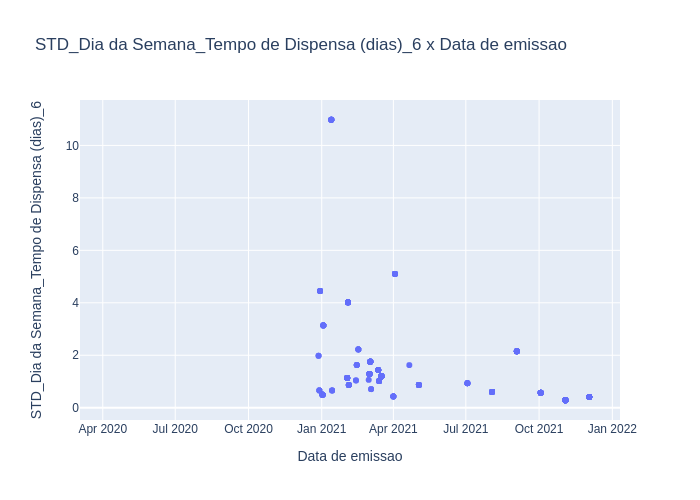 STD_Dia da Semana_Tempo de Dispensa (dias)_6 x Data de emissao
STD_Dia da Semana_Tempo de Dispensa (dias)_6
10
8
6
4
2
0
Apr 2020 Jul 2020 Oct 2020 Jan 2021 Apr 2021 Jul 2021 Oct 2021 Jan 2022
Data de emissao